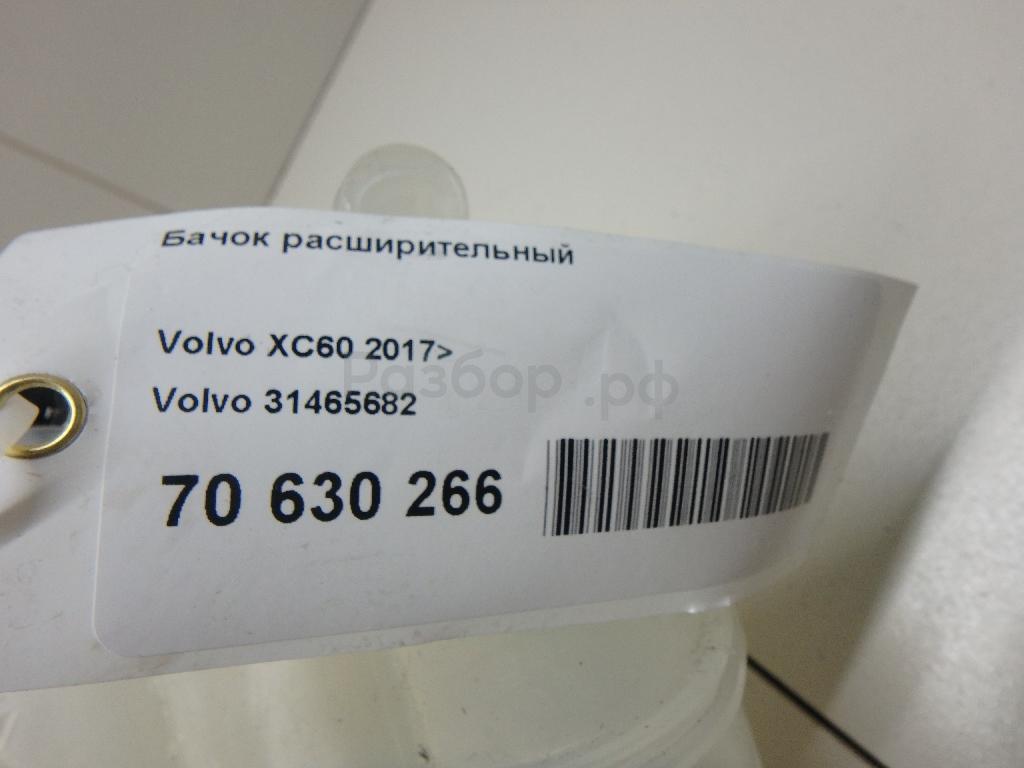 Бачок расширительный
Volvo XC60 2017>
Разбор.рф
Volvo 31465682
70 630 266